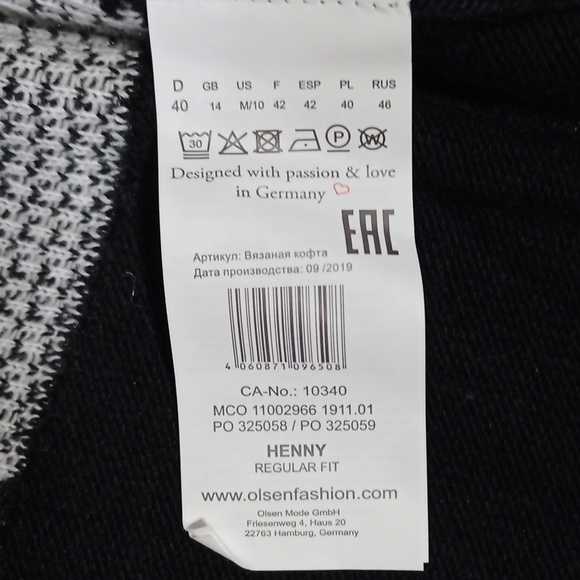 D GB US F ESP PL RUS
40 14 M/10 42 42 40 46
30 P W
Designed with passion & love
in Germany
EAC
Артикул: Вязаная кофта
Дата производства: 09 /2019
4 060871 096508
CA-No.: 10340
MCO 11002966 1911.01
PO 325058 / PO 325059
HENNY
REGULAR FIT
www.olsenfashion.com
Olsen Mode GmbH
Friesenweg 4, Haus 20
22763 Hamburg, Germany